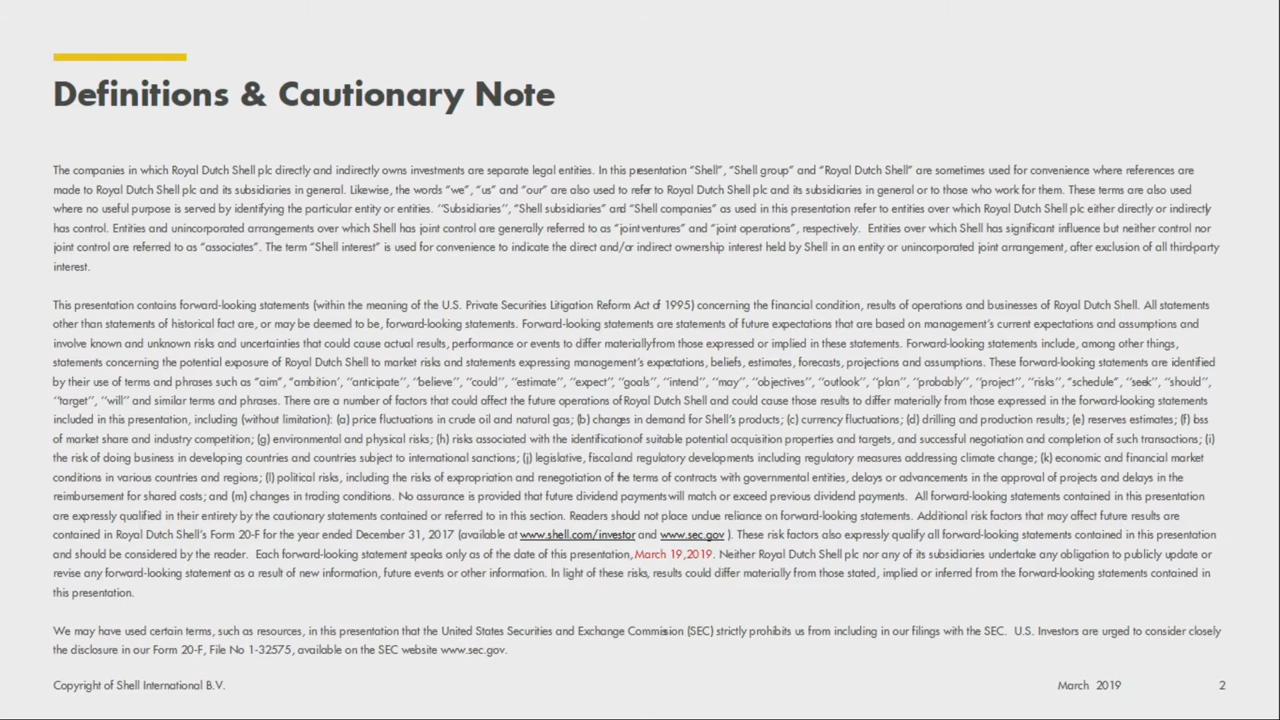 Definitions & Cautionary Note
The companies in which Royal Dutch Shell plc directly and indirectly owns investments are separate legal entities. In this presentation “Shell”, “Shell group” and “Royal Dutch Shell” are sometimes used for convenience where references are
made to Royal Dutch Shell plc and its subsidiaries in general. Likewise, the words “we”, “us” and “our” are also used to refer to Royal Dutch Shell plc and its subsidiaries in general or to those who work for them. These terms are also used
where no useful purpose is served by identifying the particular entity or entities. ‘‘Subsidiaries’’, “Shell subsidiaries” and “Shell companies” as used in this presentation refer to entities over which Royal Dutch Shell plc either directly or indirectly
has control. Entities and unincorporated arrangements over which Shell has joint control are generally referred to as “joint ventures” and “joint operations”, respectively.  Entities over which Shell has significant influence but neither control nor
joint control are referred to as “associates”. The term “Shell interest” is used for convenience to indicate the direct and/or indirect ownership interest held by Shell in an entity or unincorporated joint arrangement, after exclusion of all third-party
interest.
This presentation contains forward-looking statements (within the meaning of the U.S. Private Securities Litigation Reform Act of 1995) concerning the financial condition, results of operations and businesses of Royal Dutch Shell. All statements
other than statements of historical fact are, or may be deemed to be, forward-looking statements. Forward-looking statements are statements of future expectations that are based on management’s current expectations and assumptions and
involve known and unknown risks and uncertainties that could cause actual results, performance or events to differ materially from those expressed or implied in these statements. Forward-looking statements include, among other things,
statements concerning the potential exposure of Royal Dutch Shell to market risks and statements expressing management’s expectations, beliefs, estimates, forecasts, projections and assumptions. These forward-looking statements are identified
by their use of terms and phrases such as “aim”, “ambition’, ‘‘anticipate’’, ‘‘believe’’, ‘‘could’’, ‘‘estimate’’, ‘‘expect’’, ‘‘goals’’, ‘‘intend’’, ‘‘may’’, ‘‘objectives’’, ‘‘outlook’’, ‘‘plan’’, ‘‘probably’’, ‘‘project’’, ‘‘risks’’, “schedule”, ‘‘seek’’, ‘‘should’’,
‘‘target’’, ‘‘will’’ and similar terms and phrases. There are a number of factors that could affect the future operations of Royal Dutch Shell and could cause those results to differ materially from those expressed in the forward-looking statements
included in this presentation, including (without limitation): (a) price fluctuations in crude oil and natural gas; (b) changes in demand for Shell’s products; (c) currency fluctuations; (d) drilling and production results; (e) reserves estimates; (f) loss
of market share and industry competition; (g) environmental and physical risks; (h) risks associated with the identification of suitable potential acquisition properties and targets, and successful negotiation and completion of such transactions; (i)
the risk of doing business in developing countries and countries subject to international sanctions; (j) legislative, fiscal and regulatory developments including regulatory measures addressing climate change; (k) economic and financial market
conditions in various countries and regions; (l) political risks, including the risks of expropriation and renegotiation of the terms of contracts with governmental entities, delays or advancements in the approval of projects and delays in the
reimbursement for shared costs; and (m) changes in trading conditions. No assurance is provided that future dividend payments will match or exceed previous dividend payments.  All forward-looking statements contained in this presentation
are expressly qualified in their entirety by the cautionary statements contained or referred to in this section. Readers should not place undue reliance on forward-looking statements. Additional risk factors that may affect future results are
contained in Royal Dutch Shell’s Form 20-F for the year ended December 31, 2017 (available at www.shell.com/investor and www.sec.gov ). These risk factors also expressly qualify all forward-looking statements contained in this presentation
and should be considered by the reader.  Each forward-looking statement speaks only as of the date of this presentation, March 19,2019. Neither Royal Dutch Shell plc nor any of its subsidiaries undertake any obligation to publicly update or
revise any forward-looking statement as a result of new information, future events or other information. In light of these risks, results could differ materially from those stated, implied or inferred from the forward-looking statements contained in
this presentation.
We may have used certain terms, such as resources, in this presentation that the United States Securities and Exchange Commission (SEC) strictly prohibits us from including in our filings with the SEC.  U.S. Investors are urged to consider closely
the disclosure in our Form 20-F, File No 1-32575, available on the SEC website www.sec.gov.
Copyright of Shell International B.V.
March 2019
2